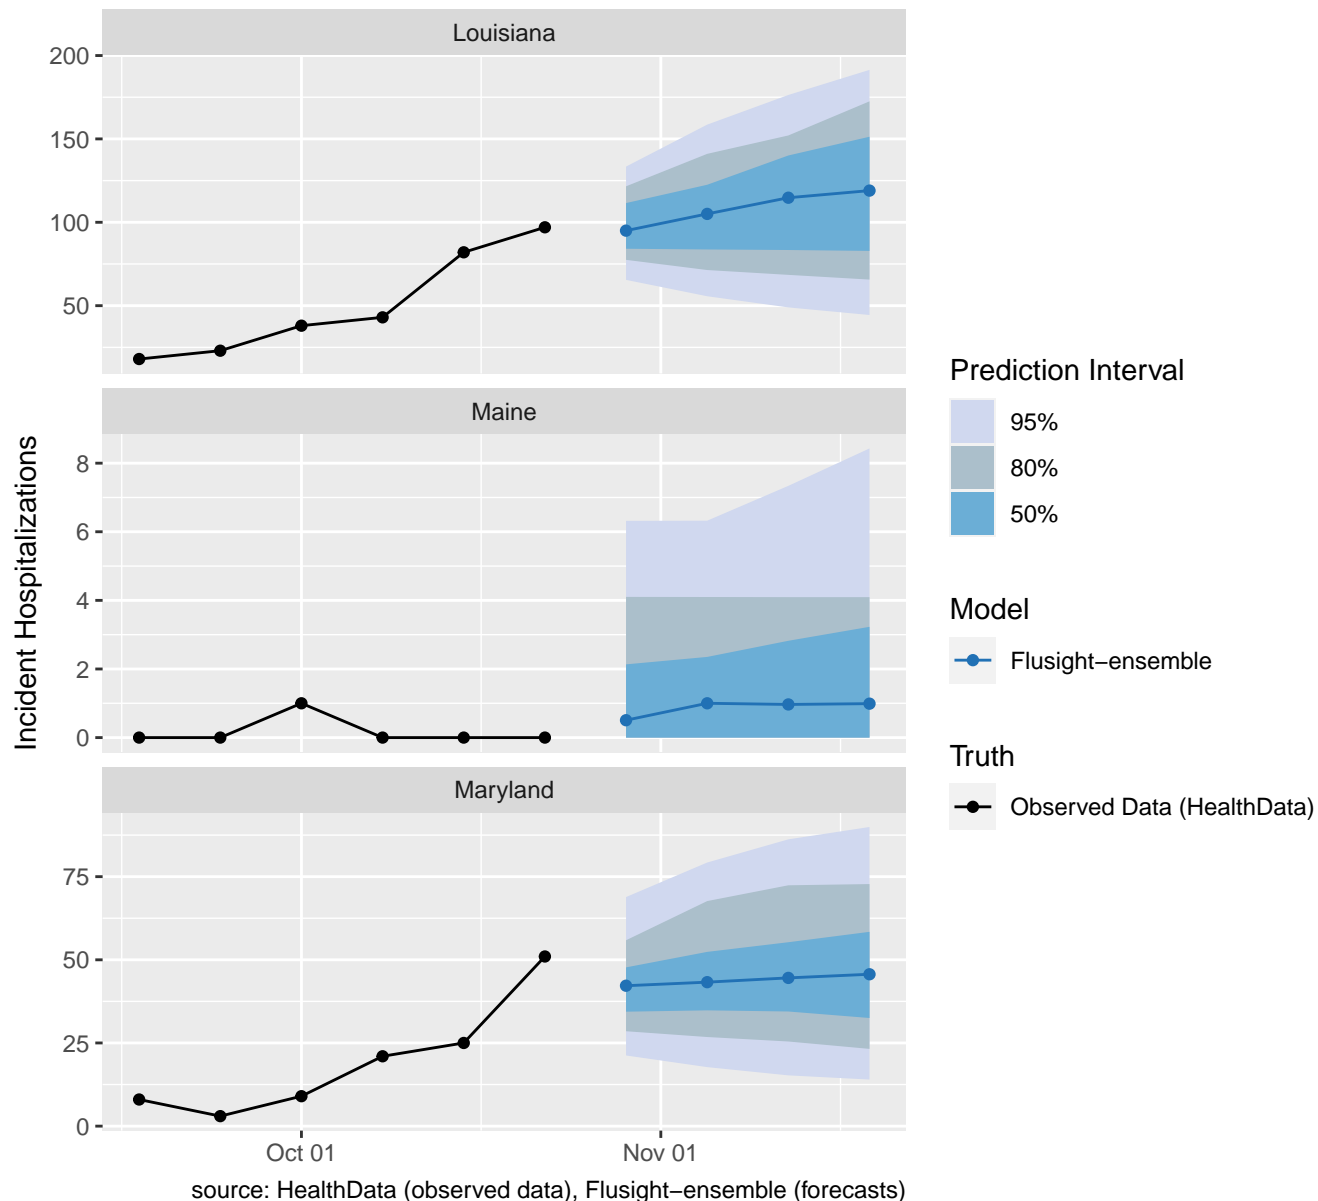 Louisiana
200
150
100
50
Maine
8
6
4
2
0
Maryland
75
50
25
0
Oct 01
Nov 01
Incident Hospitalizations
source: HealthData (observed data), Flusight−ensemble (forecasts)
Prediction Interval
95%
80%
50%
Model
Flusight−ensemble
Truth
Observed Data (HealthData)